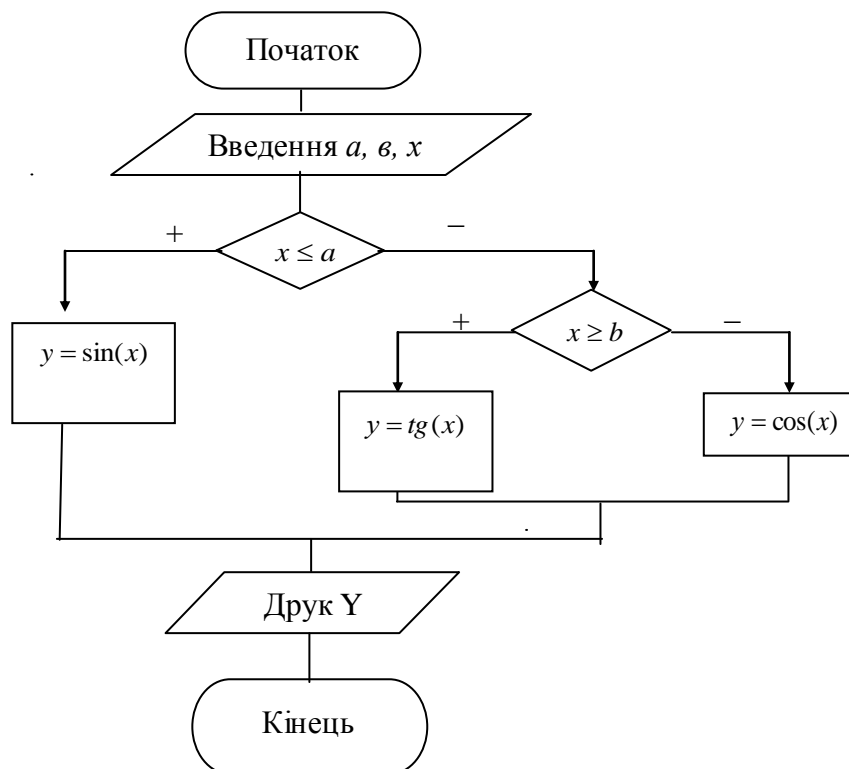 Початок
Введення а, в, х
+
−
x ≤ a
+
−
x ≥ b
y = sin(x)
y = tg(x)
y = cos(x)
Друк Y
Кінець